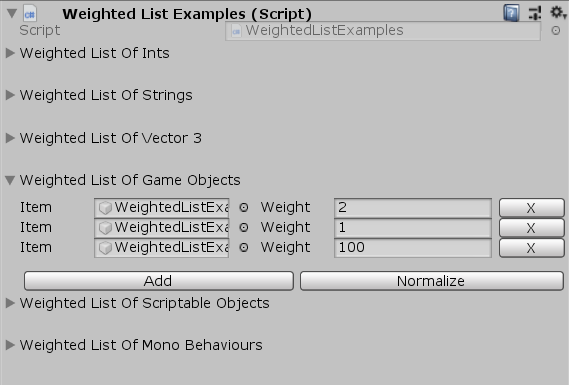 Weighted List Examples (Script)
Script WeightedListExamples
Weighted List Of Ints
Weighted List Of Strings
Weighted List Of Vector 3
Weighted List Of Game Objects
Item WeightedListExa Weight 2 X
Item WeightedListExa Weight 1 X
Item WeightedListExa Weight 100 X
Add Normalize
Weighted List Of Scriptable Objects
Weighted List Of Mono Behaviours